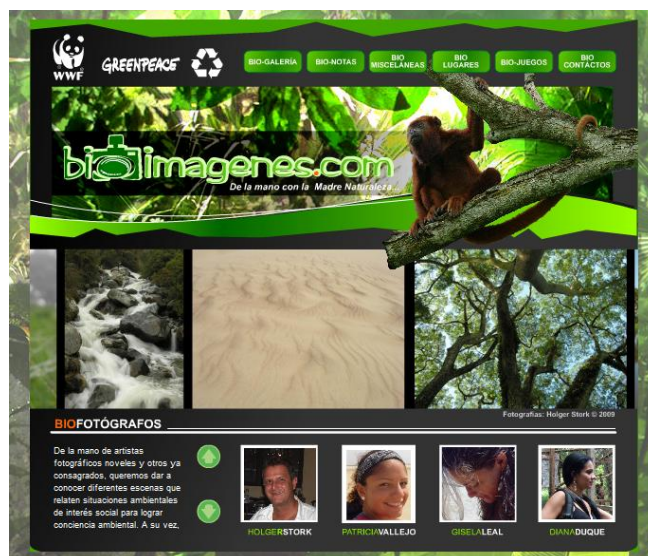 WWF
GREENPEACE
BIO-GALERÍA
BIO-NOTAS
BIO
MISCELÁNEAS
BIO
LUGARES
BIO-JUEGOS
BIO
CONTÁCTOS
bioimagenes.com
De la mano con la Madre Naturaleza...
Fotografías: Holger Stork © 2009
BIOFOTÓGRAFOS
De la mano de artistas
fotográficos noveles y otros ya
consagrados, queremos dar a
conocer diferentes escenas que
relaten situaciones ambientales
de interés social para lograr
conciencia ambiental. A su vez,
HOLGERSTORK
PATRICIAVALLEJO
GISELALEAL
DIANADUQUE